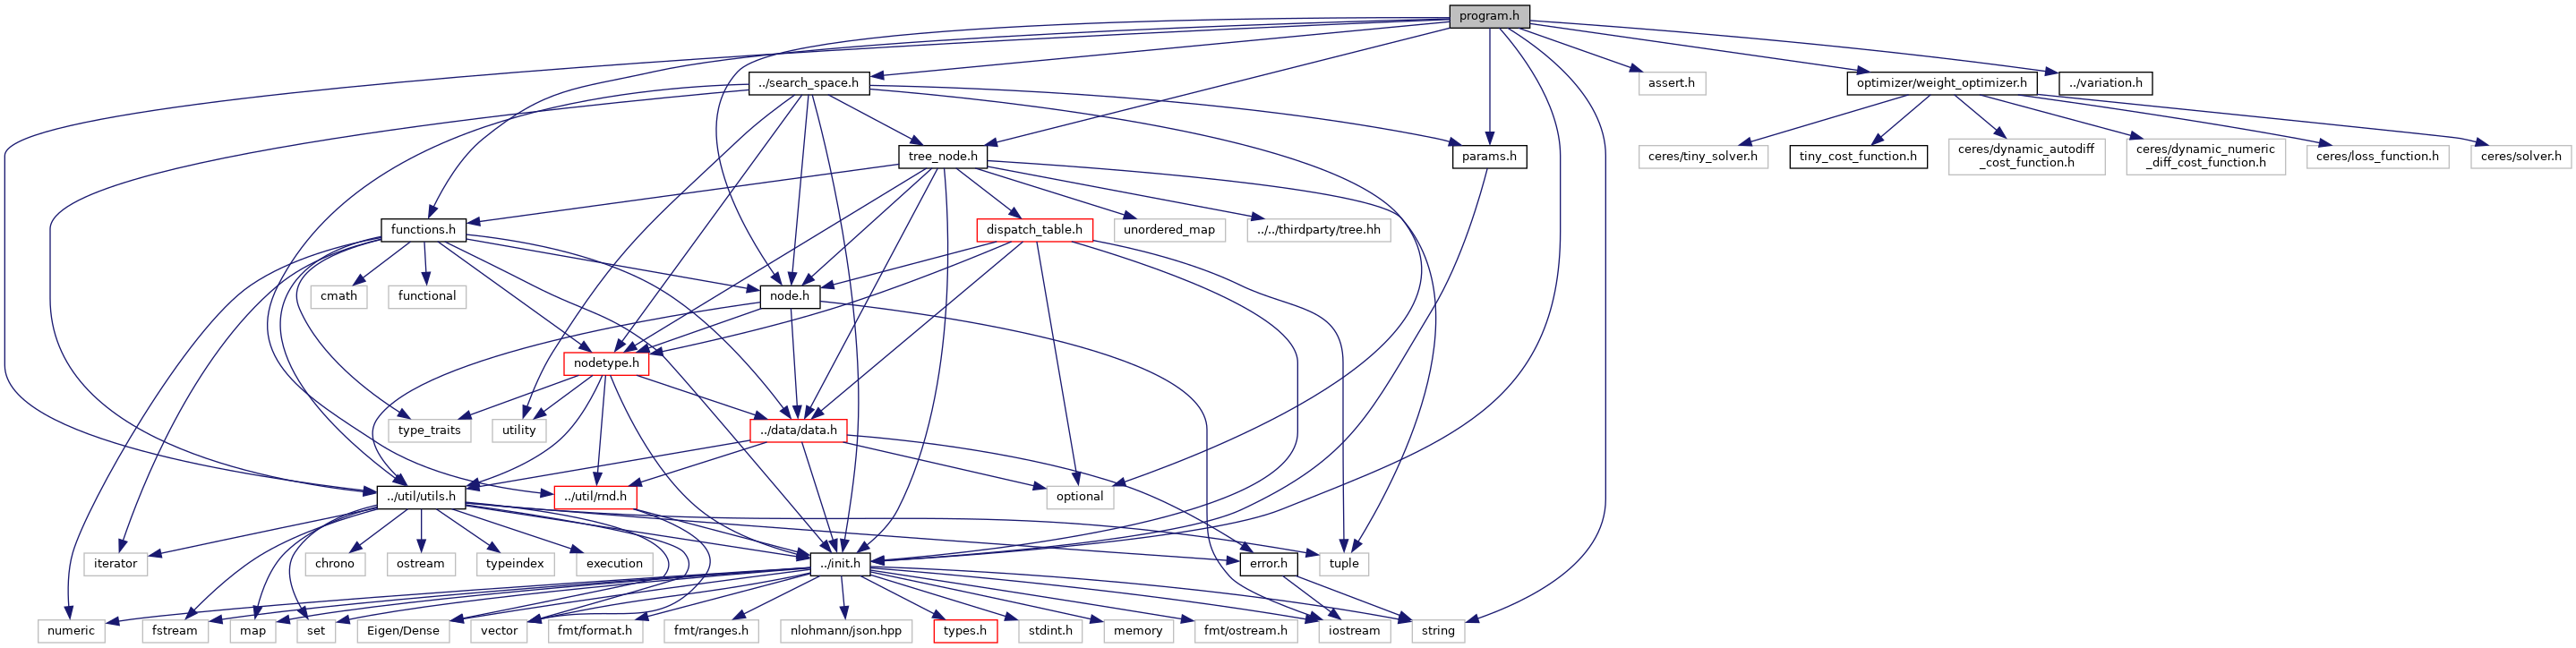 program.h
../search_space.h
assert.h
optimizer/weight_optimizer.h
../variation.h
tree_node.h
params.h
ceres/tiny_solver.h
tiny_cost_function.h
ceres/dynamic_autodiff
_cost_function.h
ceres/dynamic_numeric
_diff_cost_function.h
ceres/loss_function.h
ceres/solver.h
functions.h
dispatch_table.h
unordered_map
../../thirdparty/tree.hh
cmath
functional
node.h
nodetype.h
type_traits
utility
../data/data.h
../util/utils.h
../util/rnd.h
optional
iterator
chrono
ostream
typeindex
execution
../init.h
error.h
tuple
numeric
fstream
map
set
Eigen/Dense
vector
fmt/format.h
fmt/ranges.h
nlohmann/json.hpp
types.h
stdint.h
memory
fmt/ostream.h
iostream
string